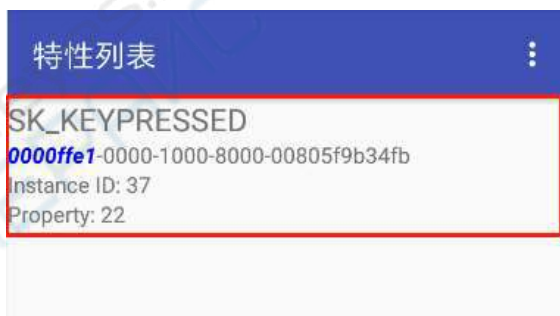 特性列表
SK_KEYPRESSED
0000ffe1-0000-1000-8000-00805f9b34fb
Instance ID: 37
Property: 22